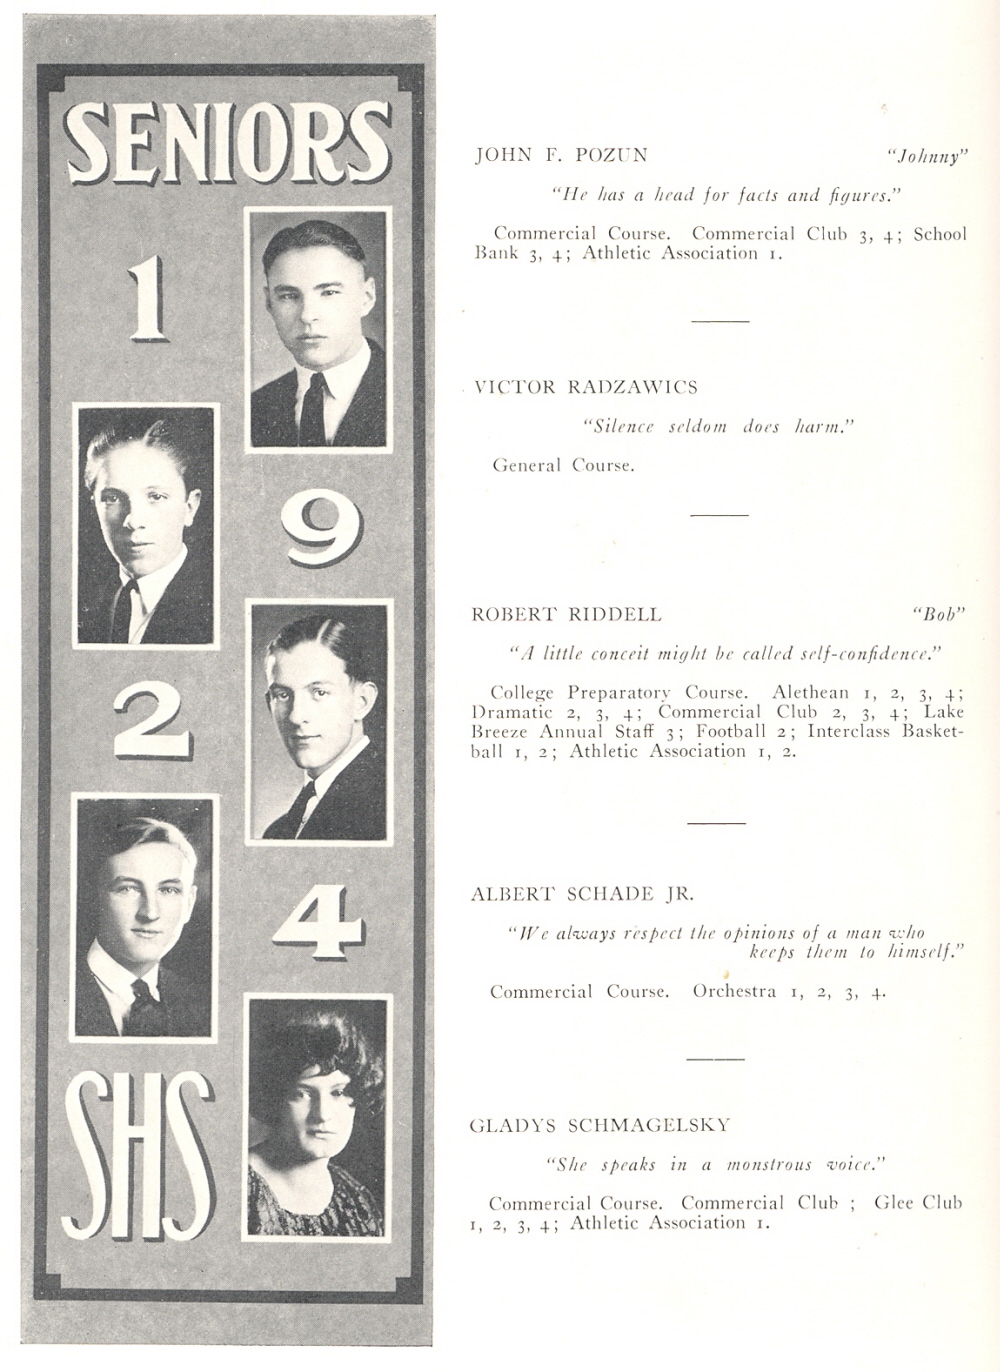 SENIORS
1
9
2
4
SHS
JOHN F. POZUN "Johnny"
"He has a head for facts and figures."
Commercial Course. Commercial Club 3, 4; School
Bank 3, 4; Athletic Association 1.
VICTOR RADZAWICS
"Silence seldom does harm."
General Course.
ROBERT RIDDELL "Bob"
"A little conceit might be called self-confidence."
College Preparatory Course. Alethean 1, 2, 3, 4;
Dramatic 2, 3, 4; Commercial Club 2, 3, 4; Lake
Breeze Annual Staff 3; Football 2; Interclass Basket-
ball 1, 2; Athletic Association 1, 2.
ALBERT SCHADE JR.
"We always respect the opinions of a man who
keeps them to himself."
Commercial Course. Orchestra 1, 2, 3, 4.
GLADYS SCHMAGELSKY
"She speaks in a monstrous voice."
Commercial Course. Commercial Club ; Glee Club
1, 2, 3, 4; Athletic Association 1.